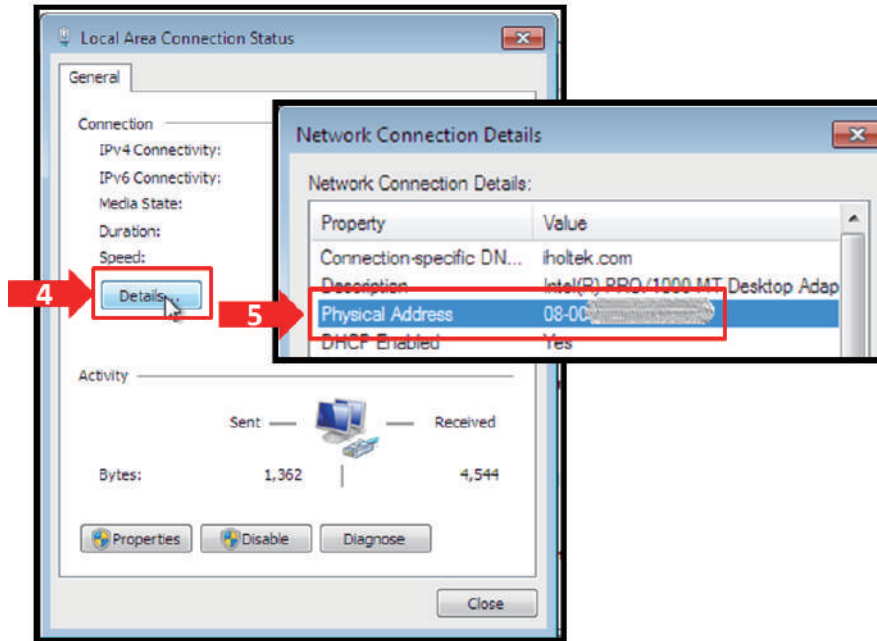 Local Area Connection Status
General
Connection
IPv4 Connectivity:
IPv6 Connectivity:
Media State:
Duration:
Speed:
4
Details...
Network Connection Details
Network Connection Details:
Property Value
Connection-specific DN... iholtek.com
Description Intel(R) PRO/1000 MT Desktop Adap
5
Physical Address 08-00
DHCP Enabled Yes
Activity
Sent Received
Bytes: 1,362 4,544
Properties Disable Diagnose
Close